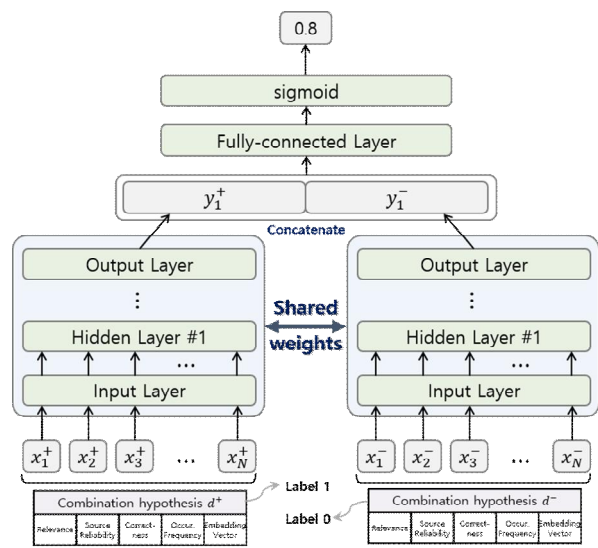 0.8
sigmoid
Fully-connected Layer
y₁⁺ y₁⁻
Concatenate
Output Layer Output Layer
⋮ ⋮
Shared weights
Hidden Layer #1 Hidden Layer #1
... ...
Input Layer Input Layer
x₁⁺ x₂⁺ x₃⁺ ... x_N⁺ x₁⁻ x₂⁻ x₃⁻ ... x_N⁻
Label 1
Combination hypothesis d⁺ Combination hypothesis d⁻
Label 0
Relevance Source Reliability Correct-ness Occur. Frequency Embedding Vector Relevance Source Reliability Correct-ness Occur. Frequency Embedding Vector